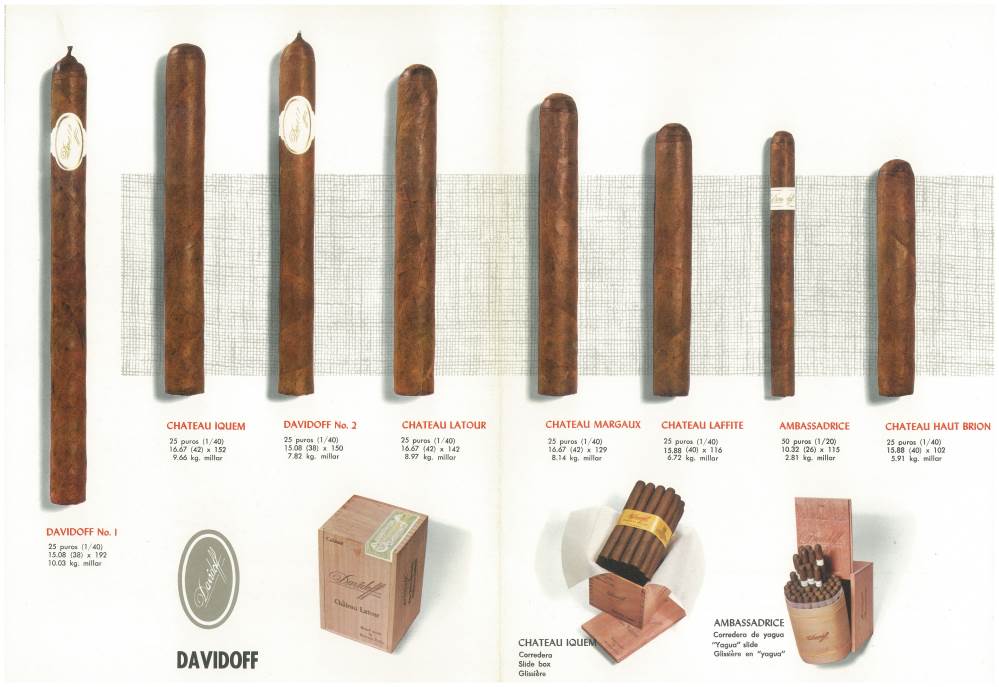 CHATEAU IQUEM
25 puros (1/40)
16.67 (42) x 152
9.66 kg. millar
DAVIDOFF No. 2
25 puros (1/40)
15.08 (38) x 150
7.82 kg. millar
CHATEAU LATOUR
25 puros (1/40)
16.67 (42) x 142
8.97 kg. millar
CHATEAU MARGAUX
25 puros (1/40)
16.67 (42) x 129
8.14 kg. millar
CHATEAU LAFFITE
25 puros (1/40)
15.88 (40) x 116
6.72 kg. millar
AMBASSADRICE
50 puros (1/20)
10.32 (26) x 115
2.81 kg. millar
CHATEAU HAUT BRION
25 puros (1/40)
15.88 (40) x 102
5.91 kg. millar
DAVIDOFF No. 1
25 puros (1/40)
15.08 (38) x 192
10.03 kg. millar
Davidoff
DAVIDOFF
Davidoff
Château Latour
CHATEAU IQUEM
Corredera
Slide box
Glissière
AMBASSADRICE
Corredera de yagua
"Yagua" slide
Glissière en "yagua"